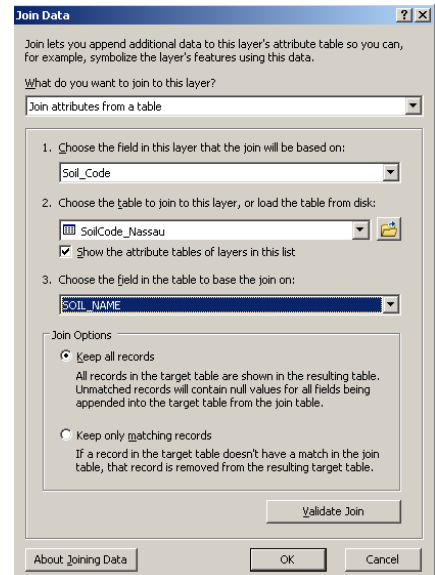 Join Data
Join lets you append additional data to this layer's attribute table so you can,
for example, symbolize the layer's features using this data.
What do you want to join to this layer?
Join attributes from a table
1. Choose the field in this layer that the join will be based on:
Soil_Code
2. Choose the table to join to this layer, or load the table from disk:
SoilCode_Nassau
Show the attribute tables of layers in this list
3. Choose the field in the table to base the join on:
SOIL_NAME
Join Options
Keep all records
All records in the target table are shown in the resulting table.
Unmatched records will contain null values for all fields being
appended into the target table from the join table.
Keep only matching records
If a record in the target table doesn't have a match in the join
table, that record is removed from the resulting target table.
Validate Join
About Joining Data
OK
Cancel